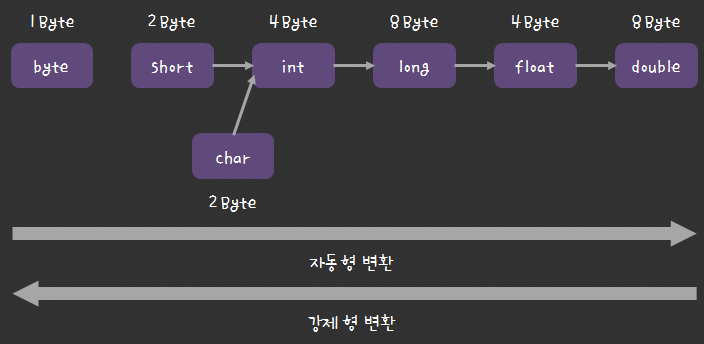 1 Byte 2 Byte 4 Byte 8 Byte 4 Byte 8 Byte
byte short int long float double
char
2 Byte
자동 형 변환
강제 형 변환